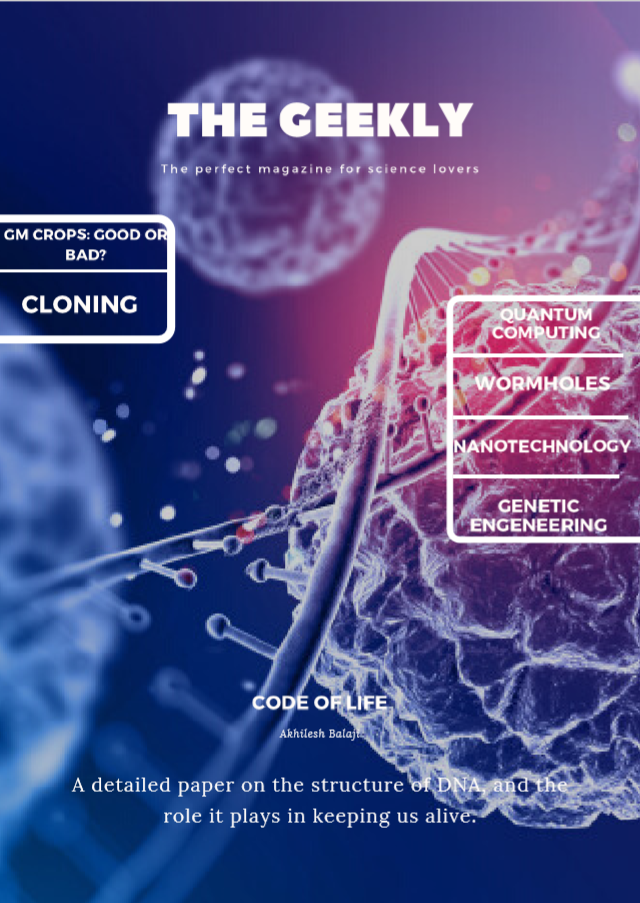 THE GEEKLY
The perfect magazine for science lovers
GM CROPS: GOOD OR
BAD?
CLONING
QUANTUM
COMPUTING
WORMHOLES
NANOTECHNOLOGY
GENETIC
ENGENEERING
CODE OF LIFE
Akhilesh Balaji
A detailed paper on the structure of DNA, and the
role it plays in keeping us alive.